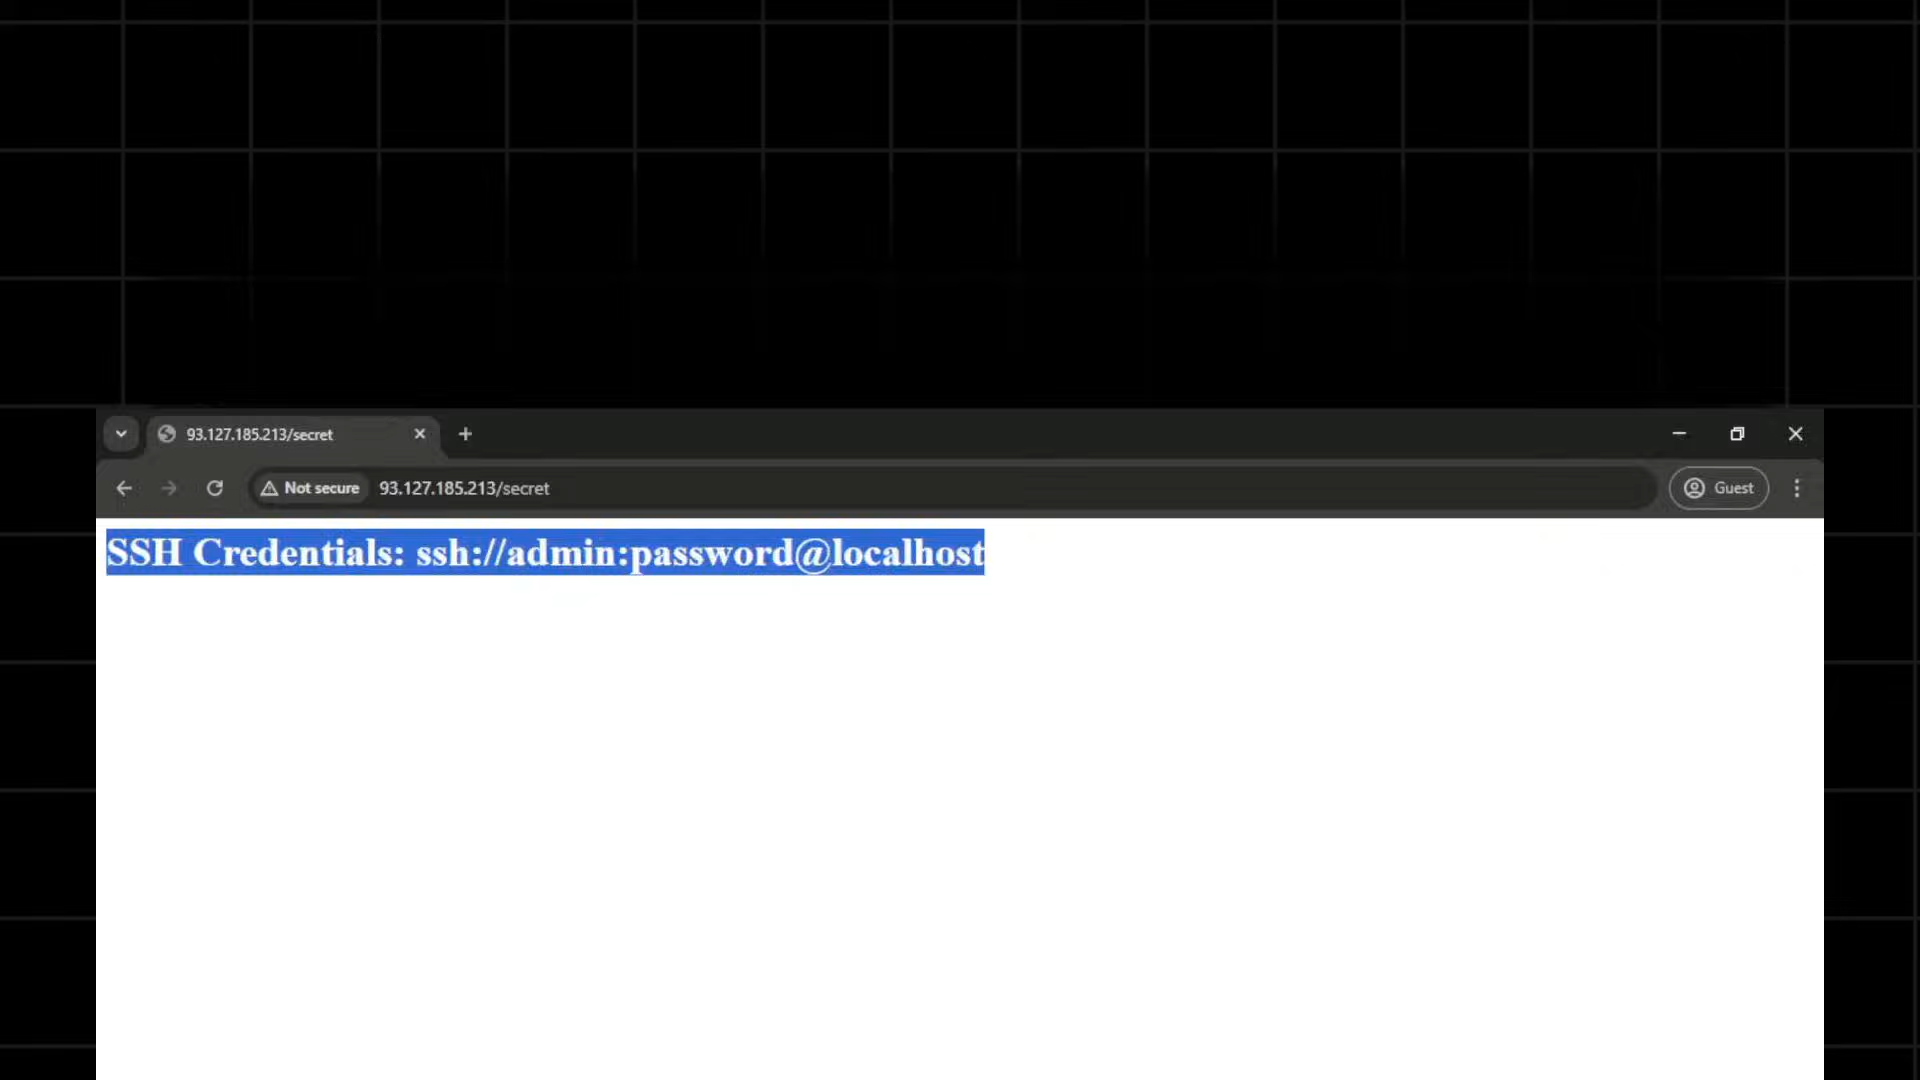 93.127.185.213/secret
Not secure 93.127.185.213/secret Guest
SSH Credentials: ssh://admin:password@localhost